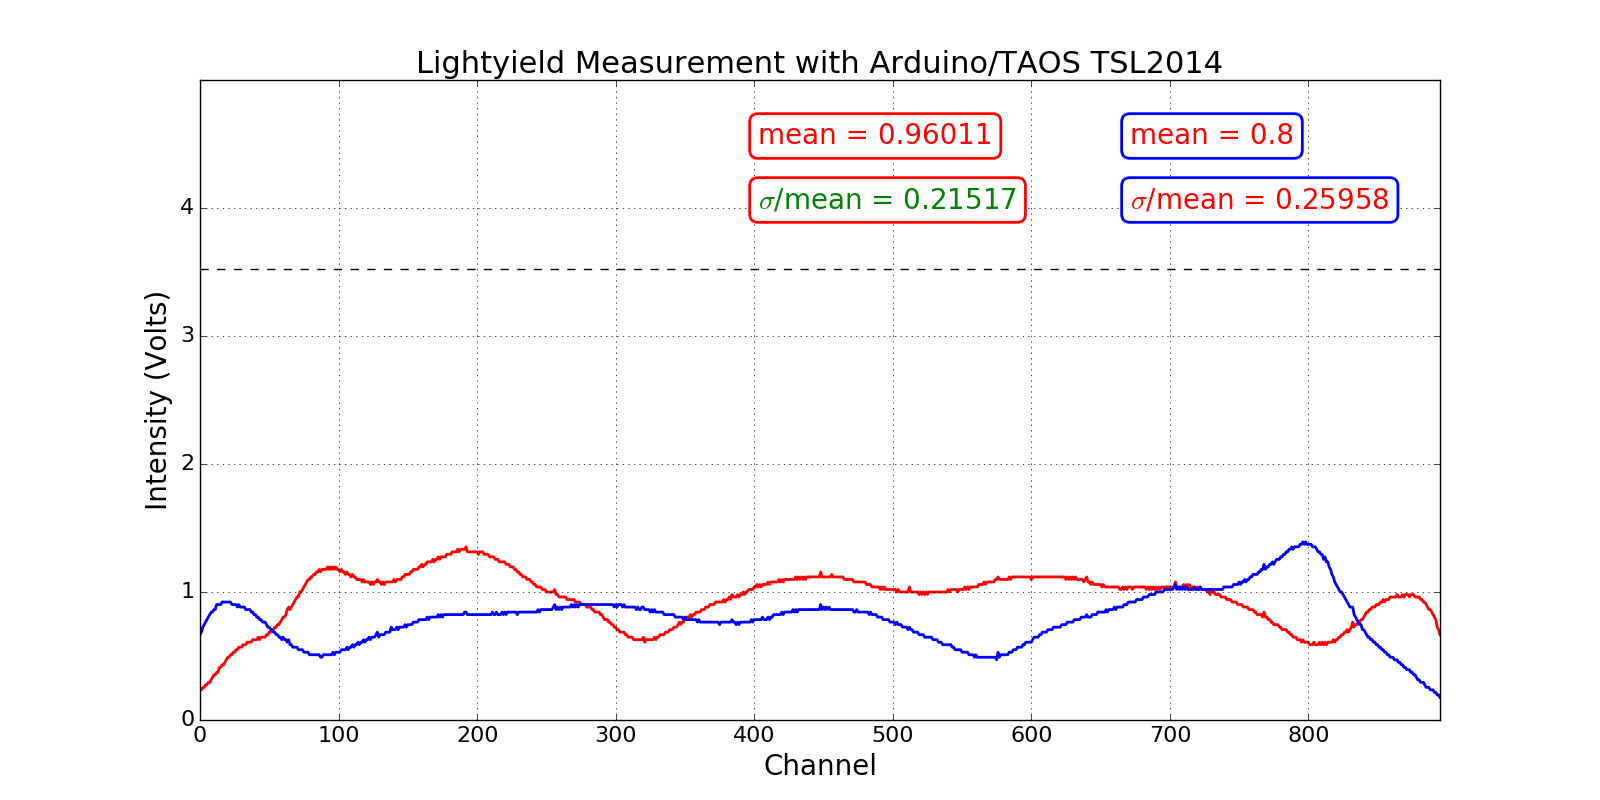 Lightyield Measurement with Arduino/TAOS TSL2014
mean = 0.96011
mean = 0.8
σ/mean = 0.21517
σ/mean = 0.25958
4
3
2
1
0
Intensity (Volts)
0 100 200 300 400 500 600 700 800
Channel